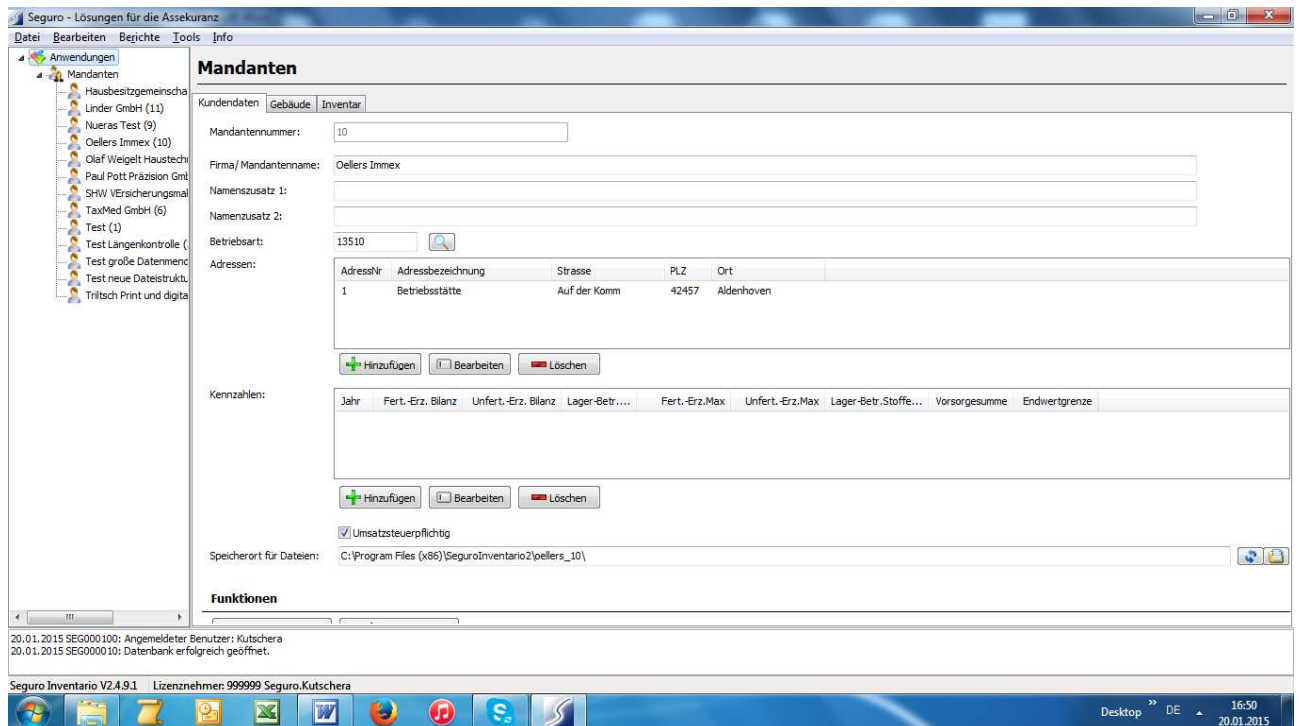 Seguro - Lösungen für die Assekuranz
Datei Bearbeiten Berichte Tools Info
Anwendungen
Mandanten
Hausbesitzgemeinscha
Linder GmbH (11)
Nueras Test (9)
Oellers Immex (10)
Olaf Weigelt Haustechn
Paul Pott Präzision Gmb
SHW VErsicherungsmal
TaxMed GmbH (6)
Test (1)
Test Längenkontrolle (
Test große Datenmeng
Test neue Dateistruktu
Triltsch Print und digita
Mandanten
Kundendaten Gebäude Inventar
Mandantennummer: 10
Firma/Mandantenname: Oellers Immex
Namenszusatz 1:
Namenzusatz 2:
Betriebsart: 13510
Adressen:
AdressNr Adressbezeichnung Strasse PLZ Ort
1 Betriebsstätte Auf der Komm 42457 Aldenhoven
Hinzufügen Bearbeiten Löschen
Kennzahlen:
Jahr Fert.-Erz. Bilanz Unfert.-Erz. Bilanz Lager-Betr.... Fert.-Erz.Max Unfert.-Erz.Max Lager-Betr.Stoffe... Vorsorgesumme Endwertgrenze
Hinzufügen Bearbeiten Löschen
Umsatzsteuerpflichtig
Speicherort für Dateien: C:\Program Files (x86)\SeguroInventario2\oellers_10\
Funktionen
20.01.2015 SEG000100: Angemeldeter Benutzer: Kutschera
20.01.2015 SEG000010: Datenbank erfolgreich geöffnet.
Seguro Inventario V2.4.9.1 Lizenznehmer: 999999 Seguro.Kutschera
Desktop » DE 16:50
20.01.2015